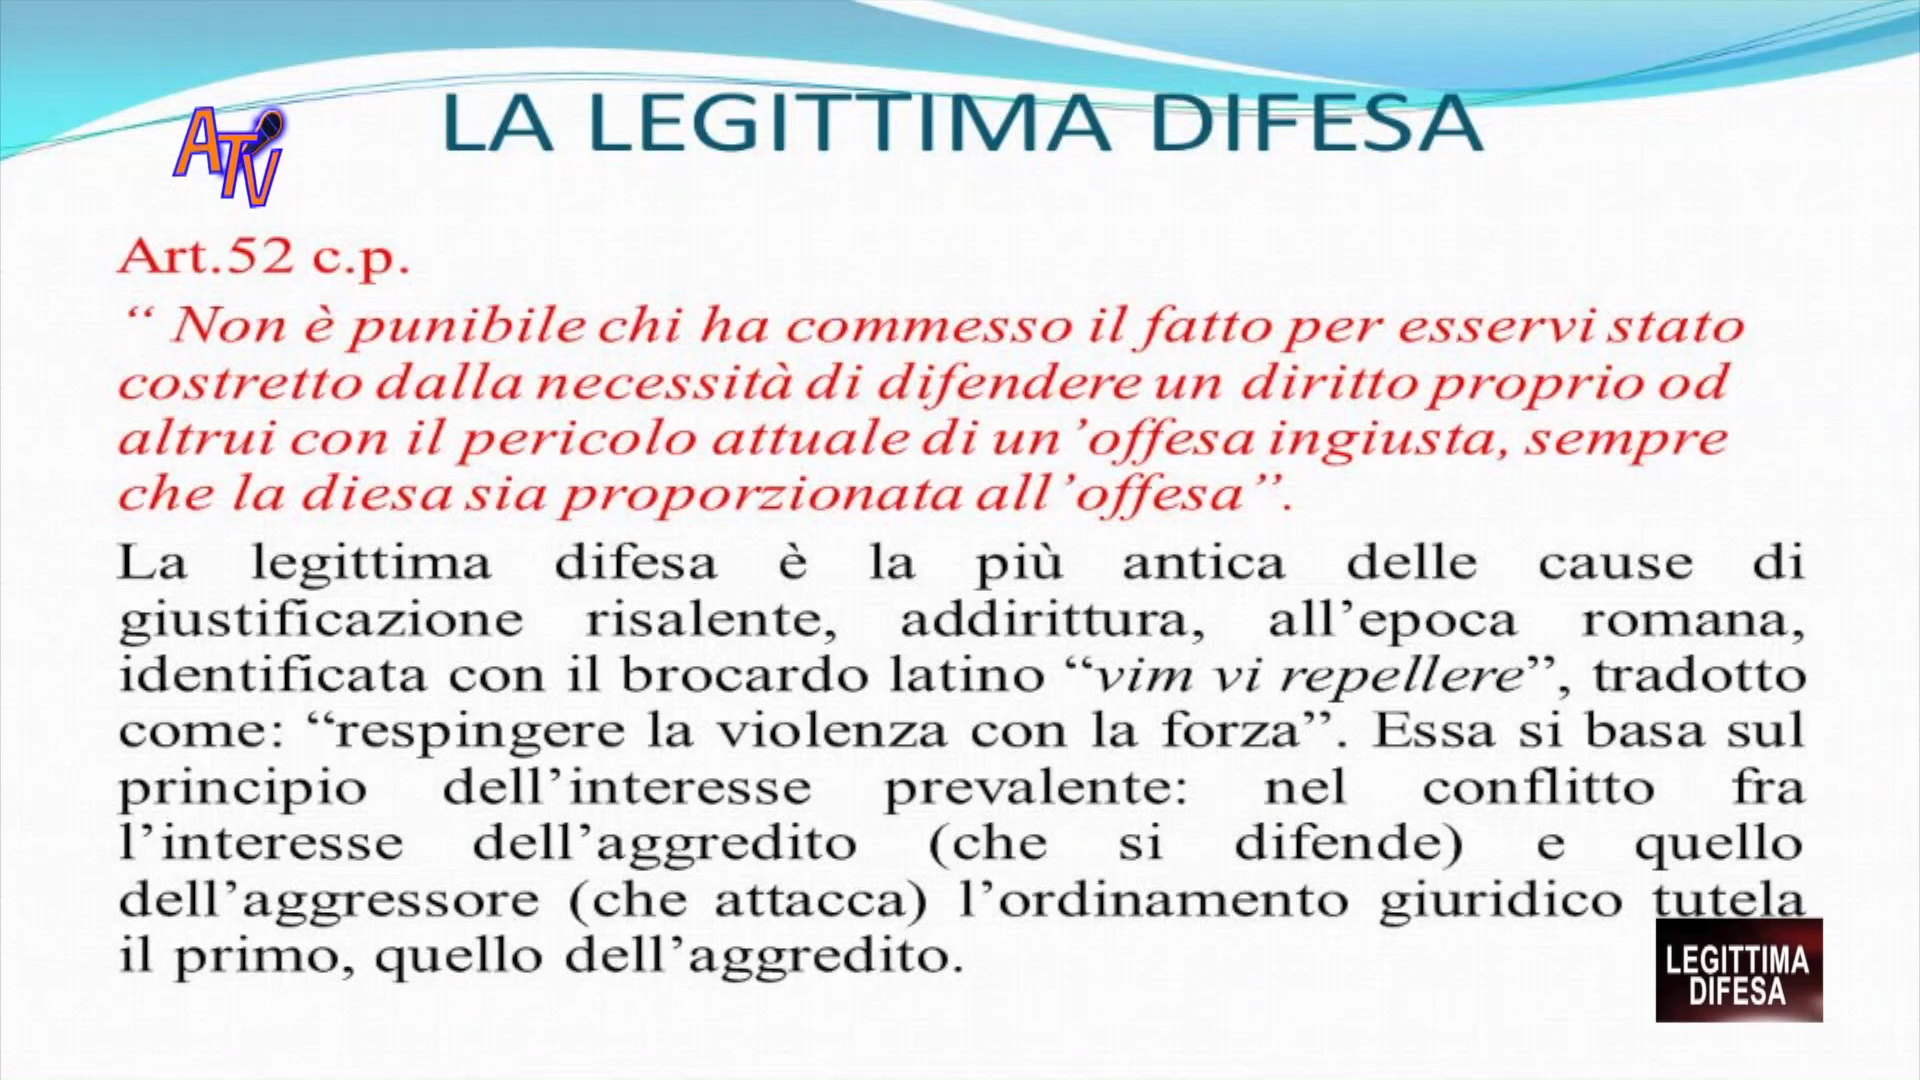 LA LEGITTIMA DIFESA
ATV
Art.52 c.p.
“ Non è punibile chi ha commesso il fatto per esservi stato
costretto dalla necessità di difendere un diritto proprio od
altrui con il pericolo attuale di un’offesa ingiusta, sempre
che la diesa sia proporzionata all’offesa”.
La legittima difesa è la più antica delle cause di
giustificazione risalente, addirittura, all’epoca romana,
identificata con il brocardo latino “vim vi repellere”, tradotto
come: “respingere la violenza con la forza”. Essa si basa sul
principio dell’interesse prevalente: nel conflitto fra
l’interesse dell’aggredito (che si difende) e quello
dell’aggressore (che attacca) l’ordinamento giuridico tutela
il primo, quello dell’aggredito.
LEGITTIMA
DIFESA